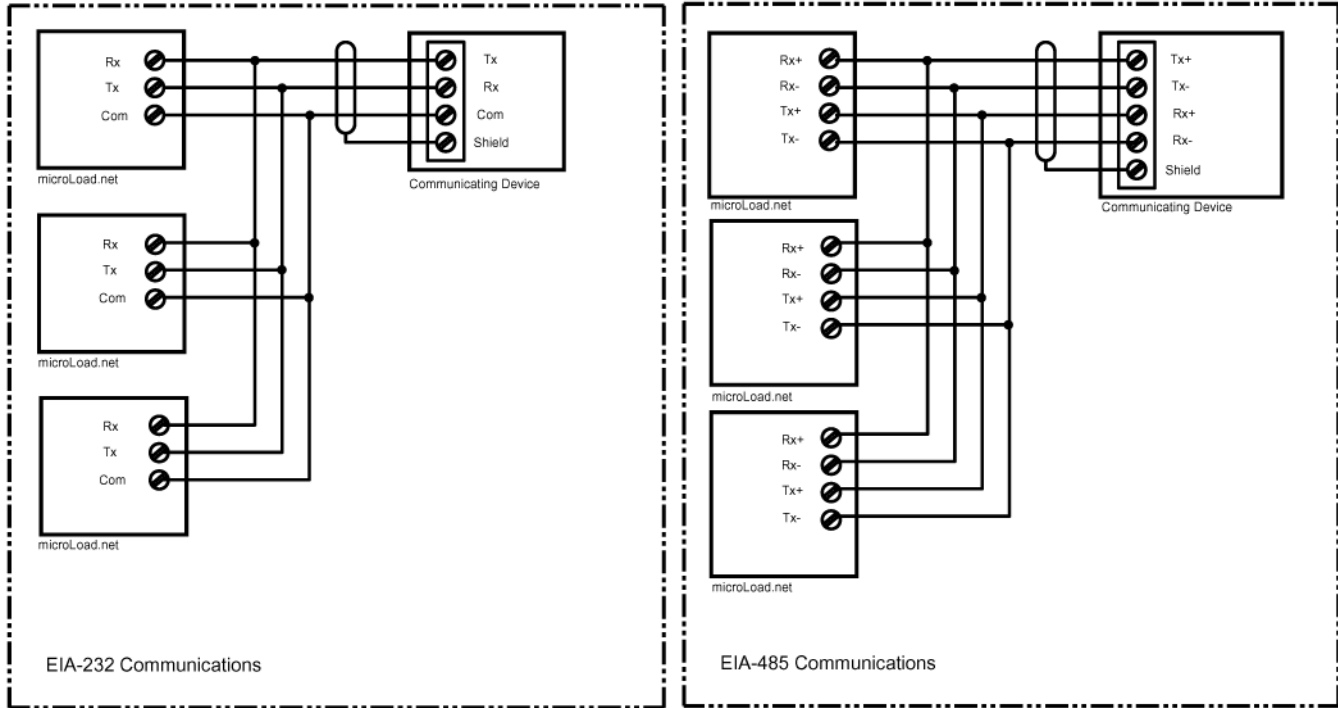 Rx
Tx
Com
microLoad.net
Tx
Rx
Com
Shield
Communicating Device
Rx
Tx
Com
microLoad.net
Rx
Tx
Com
microLoad.net
EIA-232 Communications
Rx+
Rx-
Tx+
Tx-
microLoad.net
Tx+
Tx-
Rx+
Rx-
Shield
Communicating Device
Rx+
Rx-
Tx+
Tx-
microLoad.net
Rx+
Rx-
Tx+
Tx-
microLoad.net
EIA-485 Communications